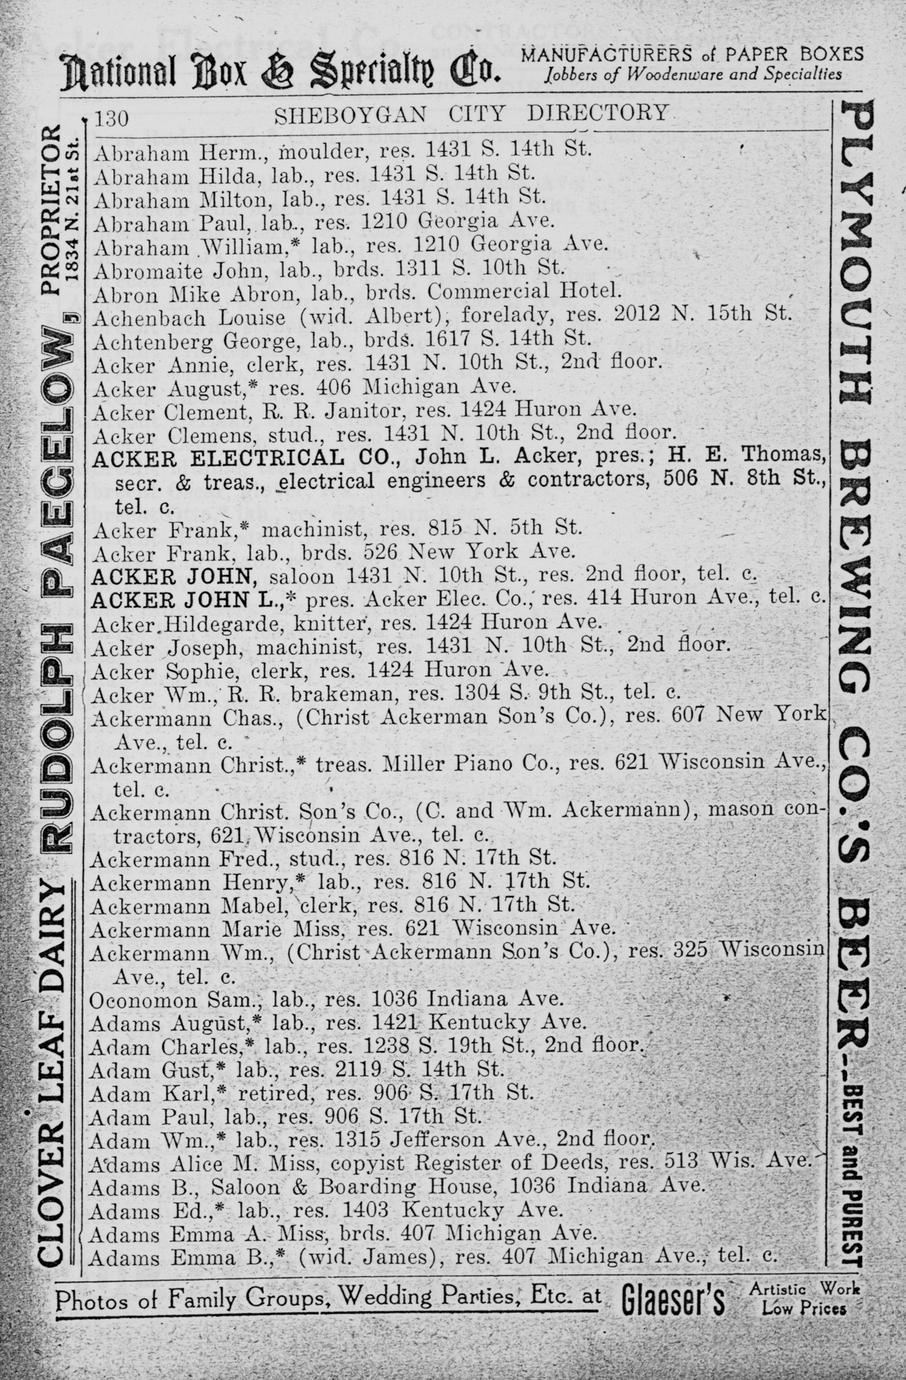 National Box & Specialty Co.
MANUFACTURERS of PAPER BOXES
Jobbers of Woodenware and Specialties
130 SHEBOYGAN CITY DIRECTORY
Abraham Herm., moulder, res. 1431 S. 14th St.
Abraham Hilda, lab., res. 1431 S. 14th St.
Abraham Milton, lab., res. 1431 S. 14th St.
Abraham Paul, lab., res. 1210 Georgia Ave.
Abraham William,* lab., res. 1210 Georgia Ave.
Abromaite John, lab., brds. 1311 S. 10th St.
Abron Mike Abron, lab., brds. Commercial Hotel.
Achenbach Louise (wid. Albert), forelady, res. 2012 N. 15th St.
Achtenberg George, lab., brds. 1617 S. 14th St.
Acker Annie, clerk, res. 1431 N. 10th St., 2nd floor.
Acker August,* res. 406 Michigan Ave.
Acker Clement, R. R. Janitor, res. 1424 Huron Ave.
Acker Clemens, stud., res. 1431 N. 10th St., 2nd floor.
ACKER ELECTRICAL CO., John L. Acker, pres.; H. E. Thomas,
secr. & treas., electrical engineers & contractors, 506 N. 8th St.,
tel. c.
Acker Frank,* machinist, res. 815 N. 5th St.
Acker Frank, lab., brds. 526 New York Ave.
ACKER JOHN, saloon 1431 N. 10th St., res. 2nd floor, tel. c.
ACKER JOHN L.,* pres. Acker Elec. Co., res. 414 Huron Ave., tel. c.
Acker Hildegarde, knitter, res. 1424 Huron Ave.
Acker Joseph, machinist, res. 1431 N. 10th St., 2nd floor.
Acker Sophie, clerk, res. 1424 Huron Ave.
Acker Wm., R. R. brakeman, res. 1304 S. 9th St., tel. c.
Ackermann Chas., (Christ Ackerman Son's Co.), res. 607 New York
Ave., tel. c.
Ackermann Christ.,* treas. Miller Piano Co., res. 621 Wisconsin Ave.,
tel. c.
Ackermann Christ. Son's Co., (C. and Wm. Ackermann), mason con-
tractors, 621 Wisconsin Ave., tel. c.
Ackermann Fred., stud., res. 816 N. 17th St.
Ackermann Henry,* lab., res. 816 N. 17th St.
Ackermann Mabel, clerk, res. 816 N. 17th St.
Ackermann Marie Miss, res. 621 Wisconsin Ave.
Ackermann Wm., (Christ Ackermann Son's Co.), res. 325 Wisconsin
Ave., tel. c.
Oconomon Sam., lab., res. 1036 Indiana Ave.
Adams August,* lab., res. 1421 Kentucky Ave.
Adam Charles,* lab., res. 1238 S. 19th St., 2nd floor.
Adam Gust,* lab., res. 2119 S. 14th St.
Adam Karl,* retired, res. 906 S. 17th St.
Adam Paul, lab., res. 906 S. 17th St.
Adam Wm.,* lab., res. 1315 Jefferson Ave., 2nd floor.
Adams Alice M. Miss, copyist Register of Deeds, res. 513 Wis. Ave.
Adams B., Saloon & Boarding House, 1036 Indiana Ave.
Adams Ed.,* lab., res. 1403 Kentucky Ave.
Adams Emma A. Miss, brds. 407 Michigan Ave.
Adams Emma B.,* (wid. James), res. 407 Michigan Ave., tel. c.
CLOVER LEAF DAIRY RUDOLPH PAEGELOW, PROPRIETOR
1834 N. 21st St.
PLYMOUTH BREWING CO.'S BEER--BEST and PUREST
Photos of Family Groups, Wedding Parties, Etc. at Glaeser's
Artistic Work
Low Prices